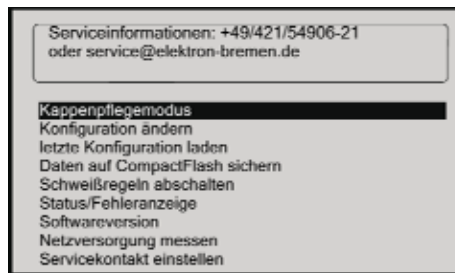 Serviceinformationen: +49/421/54906-21
oder service@elektron-bremen.de
Kappenpflegemodus
Konfiguration ändern
letzte Konfiguration laden
Daten auf CompactFlash sichern
Schweißregeln abschalten
Status/Fehleranzeige
Softwareversion
Netzversorgung messen
Servicekontakt einstellen